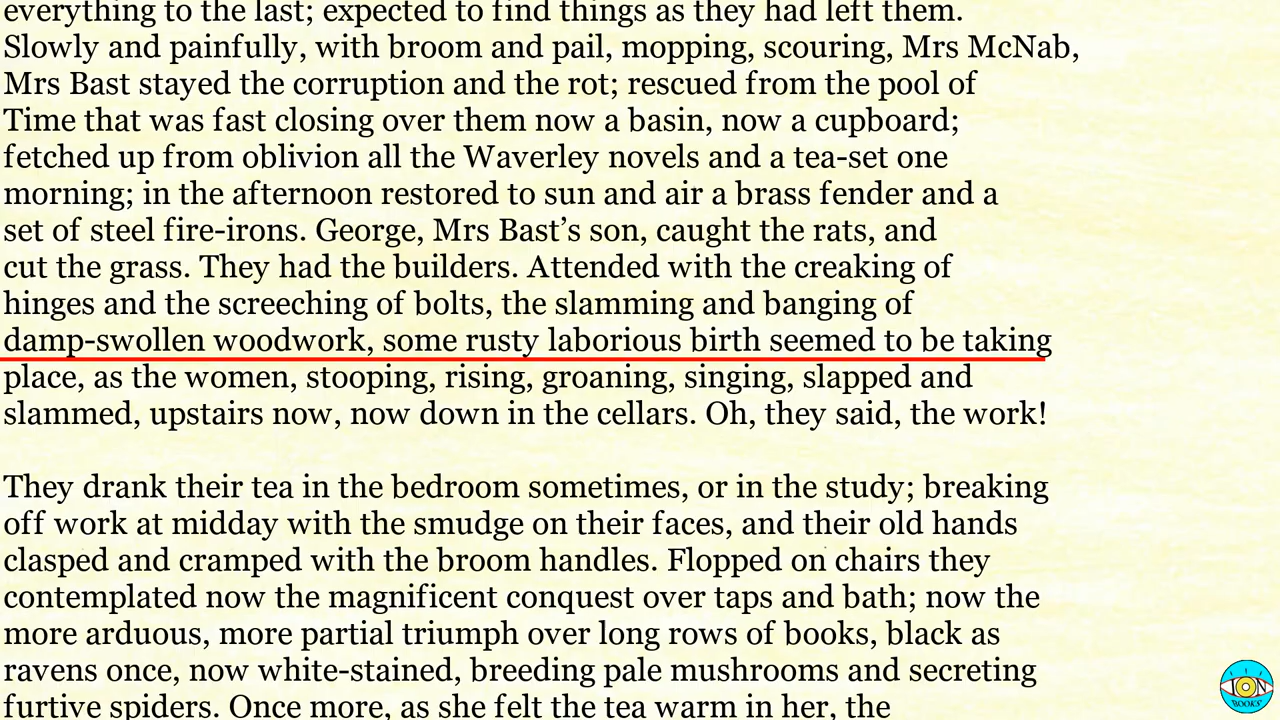 everything to the last; expected to find things as they had left them.
Slowly and painfully, with broom and pail, mopping, scouring, Mrs McNab,
Mrs Bast stayed the corruption and the rot; rescued from the pool of
Time that was fast closing over them now a basin, now a cupboard;
fetched up from oblivion all the Waverley novels and a tea-set one
morning; in the afternoon restored to sun and air a brass fender and a
set of steel fire-irons. George, Mrs Bast’s son, caught the rats, and
cut the grass. They had the builders. Attended with the creaking of
hinges and the screeching of bolts, the slamming and banging of
damp-swollen woodwork, some rusty laborious birth seemed to be taking
place, as the women, stooping, rising, groaning, singing, slapped and
slammed, upstairs now, now down in the cellars. Oh, they said, the work!
They drank their tea in the bedroom sometimes, or in the study; breaking
off work at midday with the smudge on their faces, and their old hands
clasped and cramped with the broom handles. Flopped on chairs they
contemplated now the magnificent conquest over taps and bath; now the
more arduous, more partial triumph over long rows of books, black as
ravens once, now white-stained, breeding pale mushrooms and secreting
furtive spiders. Once more, as she felt the tea warm in her, the
ION
BOOKS